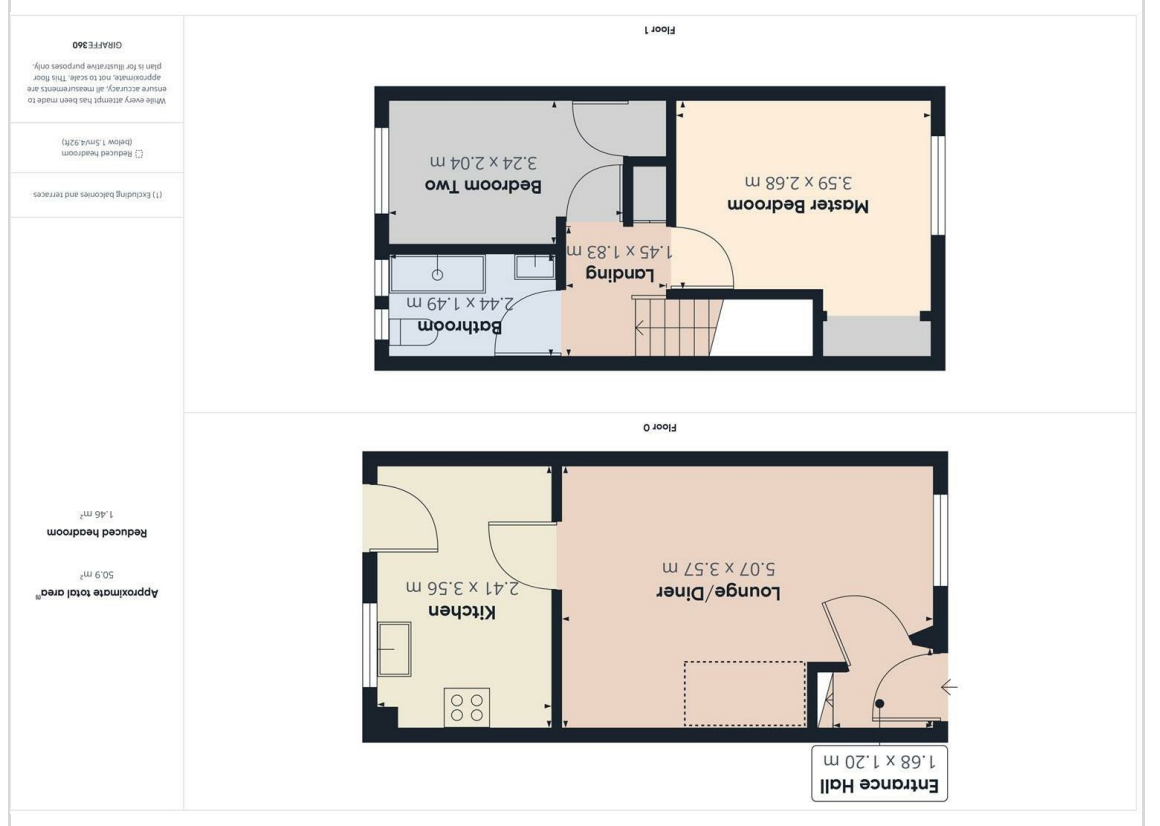 Entrance Hall
1.68 x 1.20 m
Lounge/Diner
5.07 x 3.57 m
Kitchen
2.41 x 3.56 m
Floor 0
Landing
1.45 x 1.83 m
Bathroom
2.44 x 1.49 m
Master Bedroom
3.59 x 2.68 m
Bedroom Two
3.24 x 2.04 m
Floor 1
Approximate total area⁽¹⁾
50.9 m²
Reduced headroom
1.46 m²
(1) Excluding balconies and terraces
Reduced headroom
(below 1.5m/4.92ft)
While every attempt has been made to
ensure accuracy, all measurements are
approximate, not to scale. This floor
plan is for illustrative purposes only.
GIRAFFE360